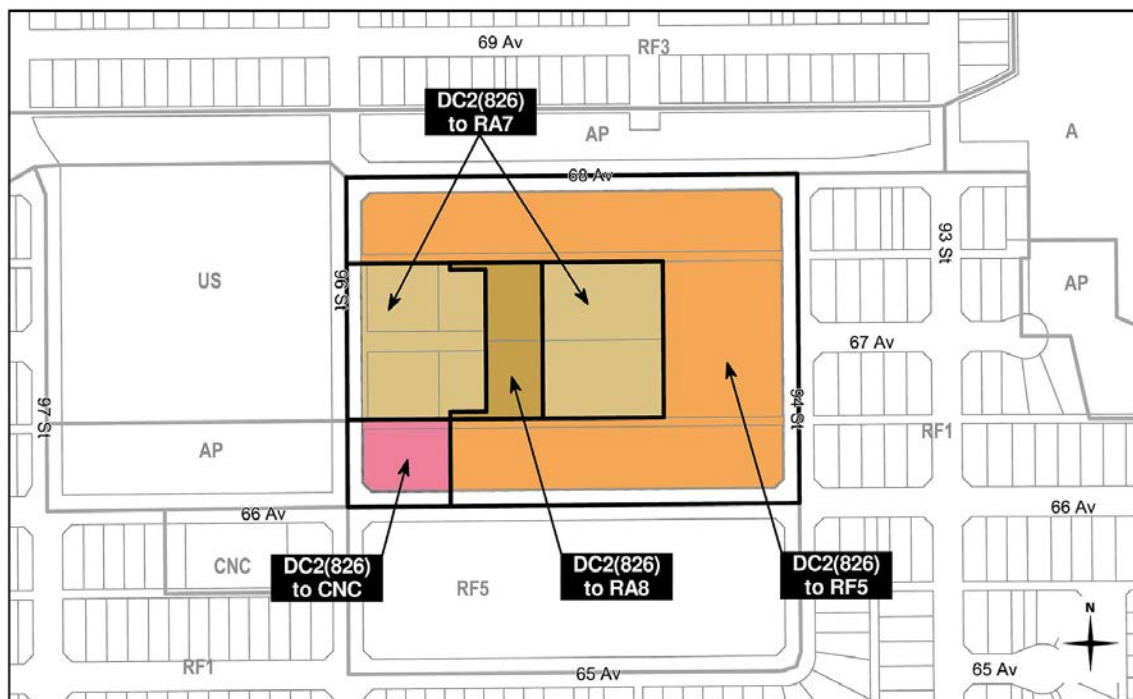 69 Av
RF3
DC2(826)
to RA7
AP
A
68 Av
93 St
US
96 St
AP
67 Av
97 St
94 St
AP
RF1
66 Av
66 Av
CNC
DC2(826)
to CNC
RF5
DC2(826)
to RA8
DC2(826)
to RF5
N
RF1
65 Av
65 Av